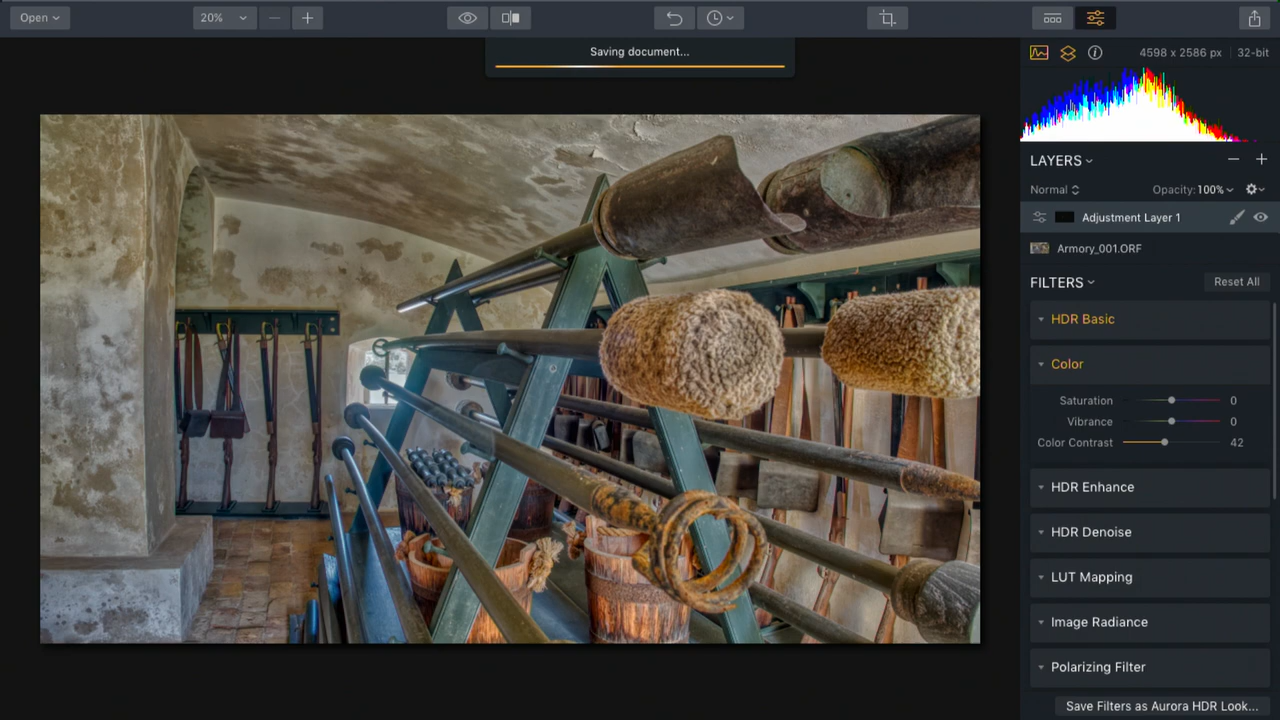 Open
20%
Saving document...
4598 x 2586 px
32-bit
LAYERS
Normal
Opacity: 100%
Adjustment Layer 1
Armory_001.ORF
FILTERS
Reset All
HDR Basic
Color
Saturation 0
Vibrance 0
Color Contrast 42
HDR Enhance
HDR Denoise
LUT Mapping
Image Radiance
Polarizing Filter
Save Filters as Aurora HDR Look...